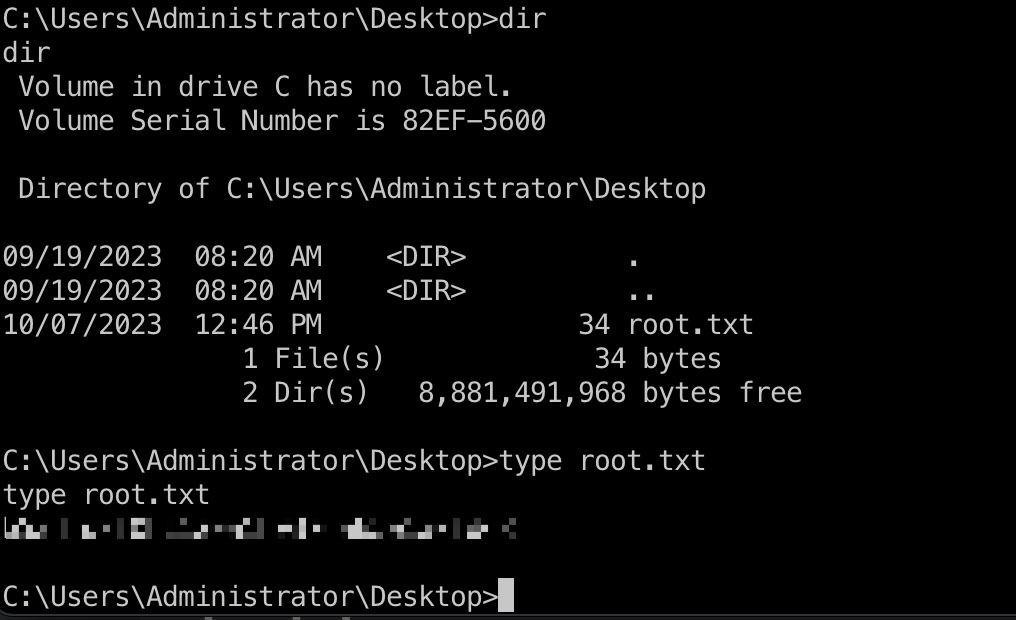 C:\Users\Administrator\Desktop>dir
dir
 Volume in drive C has no label.
 Volume Serial Number is 82EF-5600

 Directory of C:\Users\Administrator\Desktop

09/19/2023  08:20 AM    <DIR>          .
09/19/2023  08:20 AM    <DIR>          ..
10/07/2023  12:46 PM                34 root.txt
               1 File(s)             34 bytes
               2 Dir(s)   8,881,491,968 bytes free

C:\Users\Administrator\Desktop>type root.txt
type root.txt

C:\Users\Administrator\Desktop>